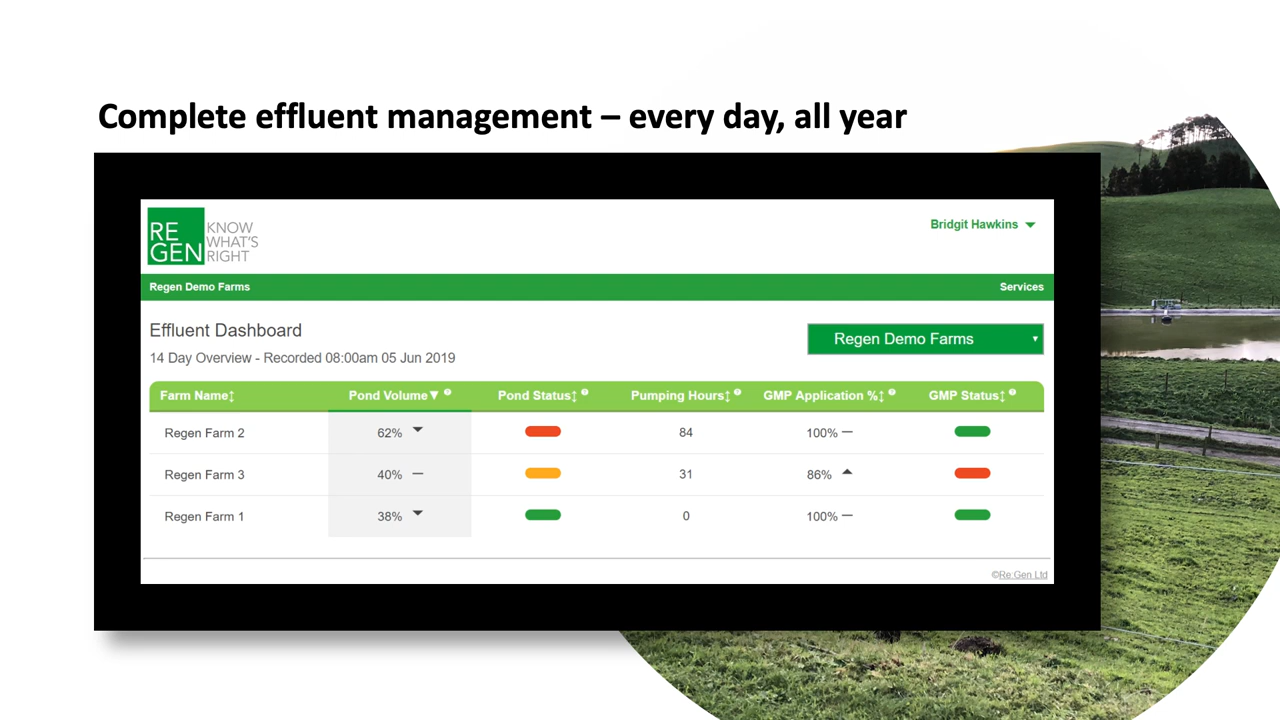 Complete effluent management – every day, all year
RE GEN
KNOW WHAT'S RIGHT
Bridgit Hawkins
Regen Demo Farms Services
Effluent Dashboard
Regen Demo Farms
14 Day Overview - Recorded 08:00am 05 Jun 2019
Farm Name Pond Volume Pond Status Pumping Hours GMP Application % GMP Status
Regen Farm 2 62% 84 100%
Regen Farm 3 40% 31 86%
Regen Farm 1 38% 0 100%
©Re:Gen Ltd